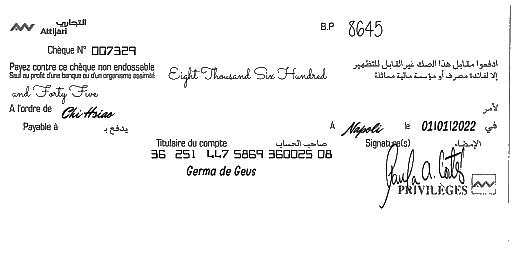 التجاري
Attijari
B.P 8645
Chèque N° 007329
Payez contre ce chèque non endossable
Sauf au profit d'une banque ou d'un organisme assimilé
Eight Thousand Six Hundred
ادفعوا مقابل هذا الصك غير القابل للتظهير
إلا لفائدة مصرف أو مؤسسة مالية مماثلة
and Forty Five
A l'ordre de Chi Hsiao
لأمر
Payable à يدفع بـ
A Napoli le 01/01/2022 في
Titulaire du compte صاحب الحساب
Signature(s) الإمضاء
36 251 447 5869 360025 08
Germa de Geus
PRIVILÈGES